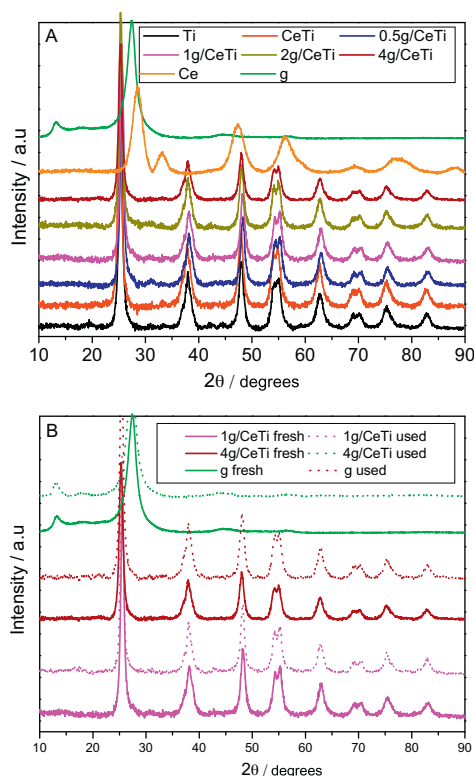 A
Ti CeTi 0.5g/CeTi
1g/CeTi 2g/CeTi 4g/CeTi
Ce g
Intensity / a.u
10 20 30 40 50 60 70 80 90
2θ / degrees
B
1g/CeTi fresh 1g/CeTi used
4g/CeTi fresh 4g/CeTi used
g fresh g used
Intensity / a.u
10 20 30 40 50 60 70 80 90
2θ / degrees